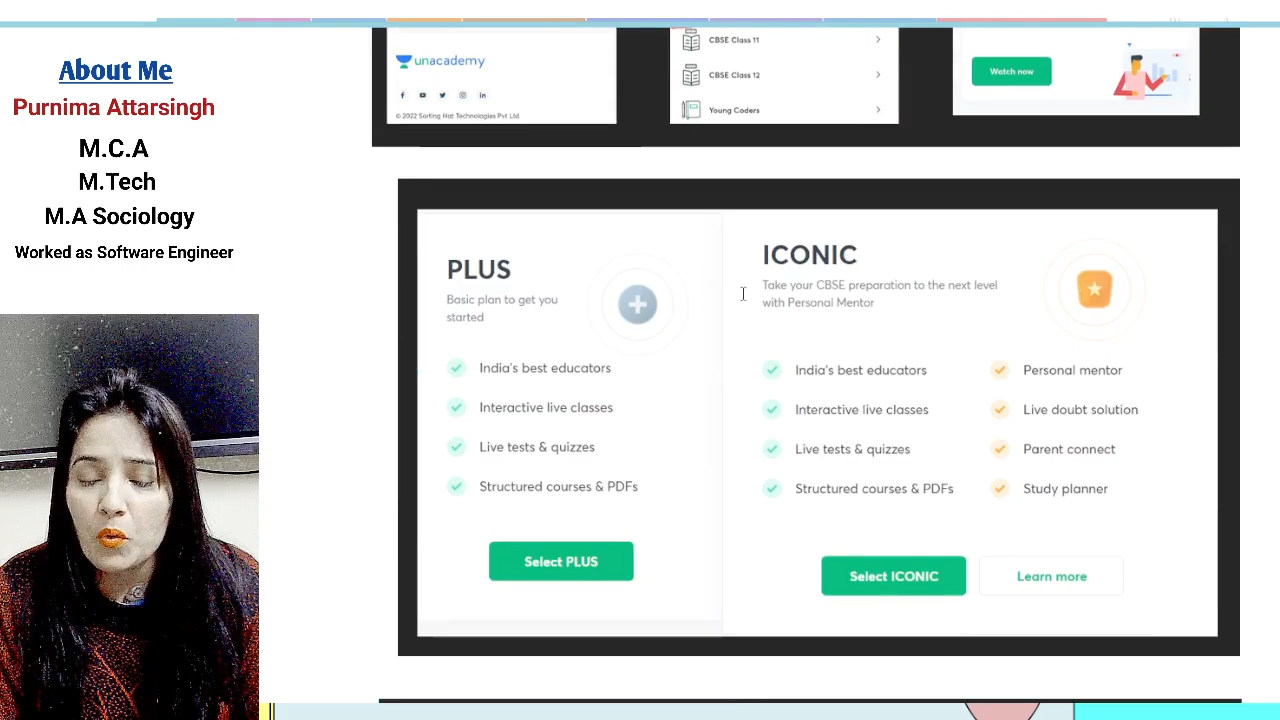 About Me
Purnima Attarsingh
M.C.A
M.Tech
M.A Sociology
Worked as Software Engineer
unacademy
© 2022 Sorting Hat Technologies Pvt Ltd
CBSE Class 11
CBSE Class 12
Young Coders
Watch now
PLUS
Basic plan to get you
started
India's best educators
Interactive live classes
Live tests & quizzes
Structured courses & PDFs
Select PLUS
ICONIC
Take your CBSE preparation to the next level
with Personal Mentor
India's best educators
Interactive live classes
Live tests & quizzes
Structured courses & PDFs
Personal mentor
Live doubt solution
Parent connect
Study planner
Select ICONIC
Learn more